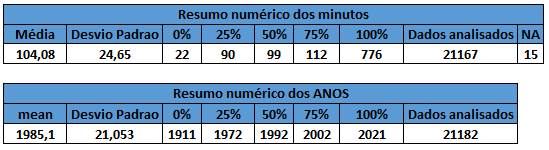 Resumo numérico dos minutos
Média Desvio Padrao 0% 25% 50% 75% 100% Dados analisados NA
104,08 24,65 22 90 99 112 776 21167 15
Resumo numérico dos ANOS
mean Desvio Padrao 0% 25% 50% 75% 100% Dados analisados
1985,1 21,053 1911 1972 1992 2002 2021 21182